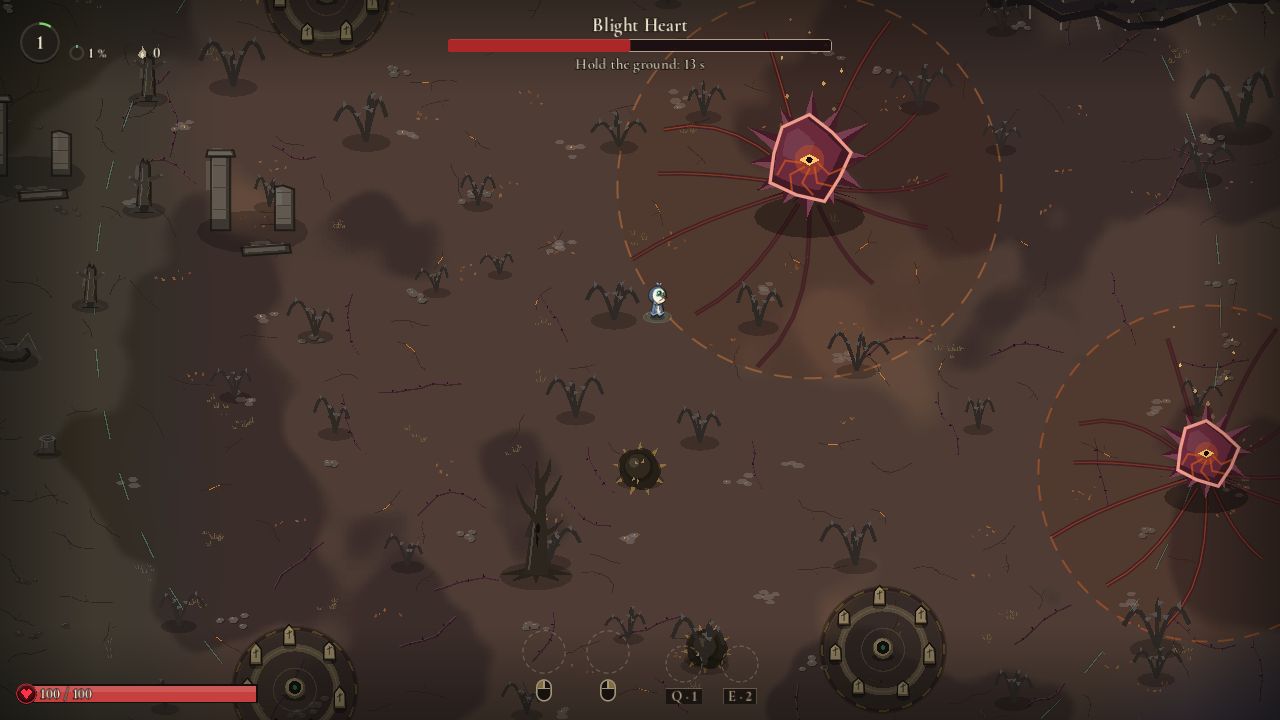 Blight Heart
1
1 %
0
Hold the ground: 13 s
100 / 100
Q · 1
E · 2